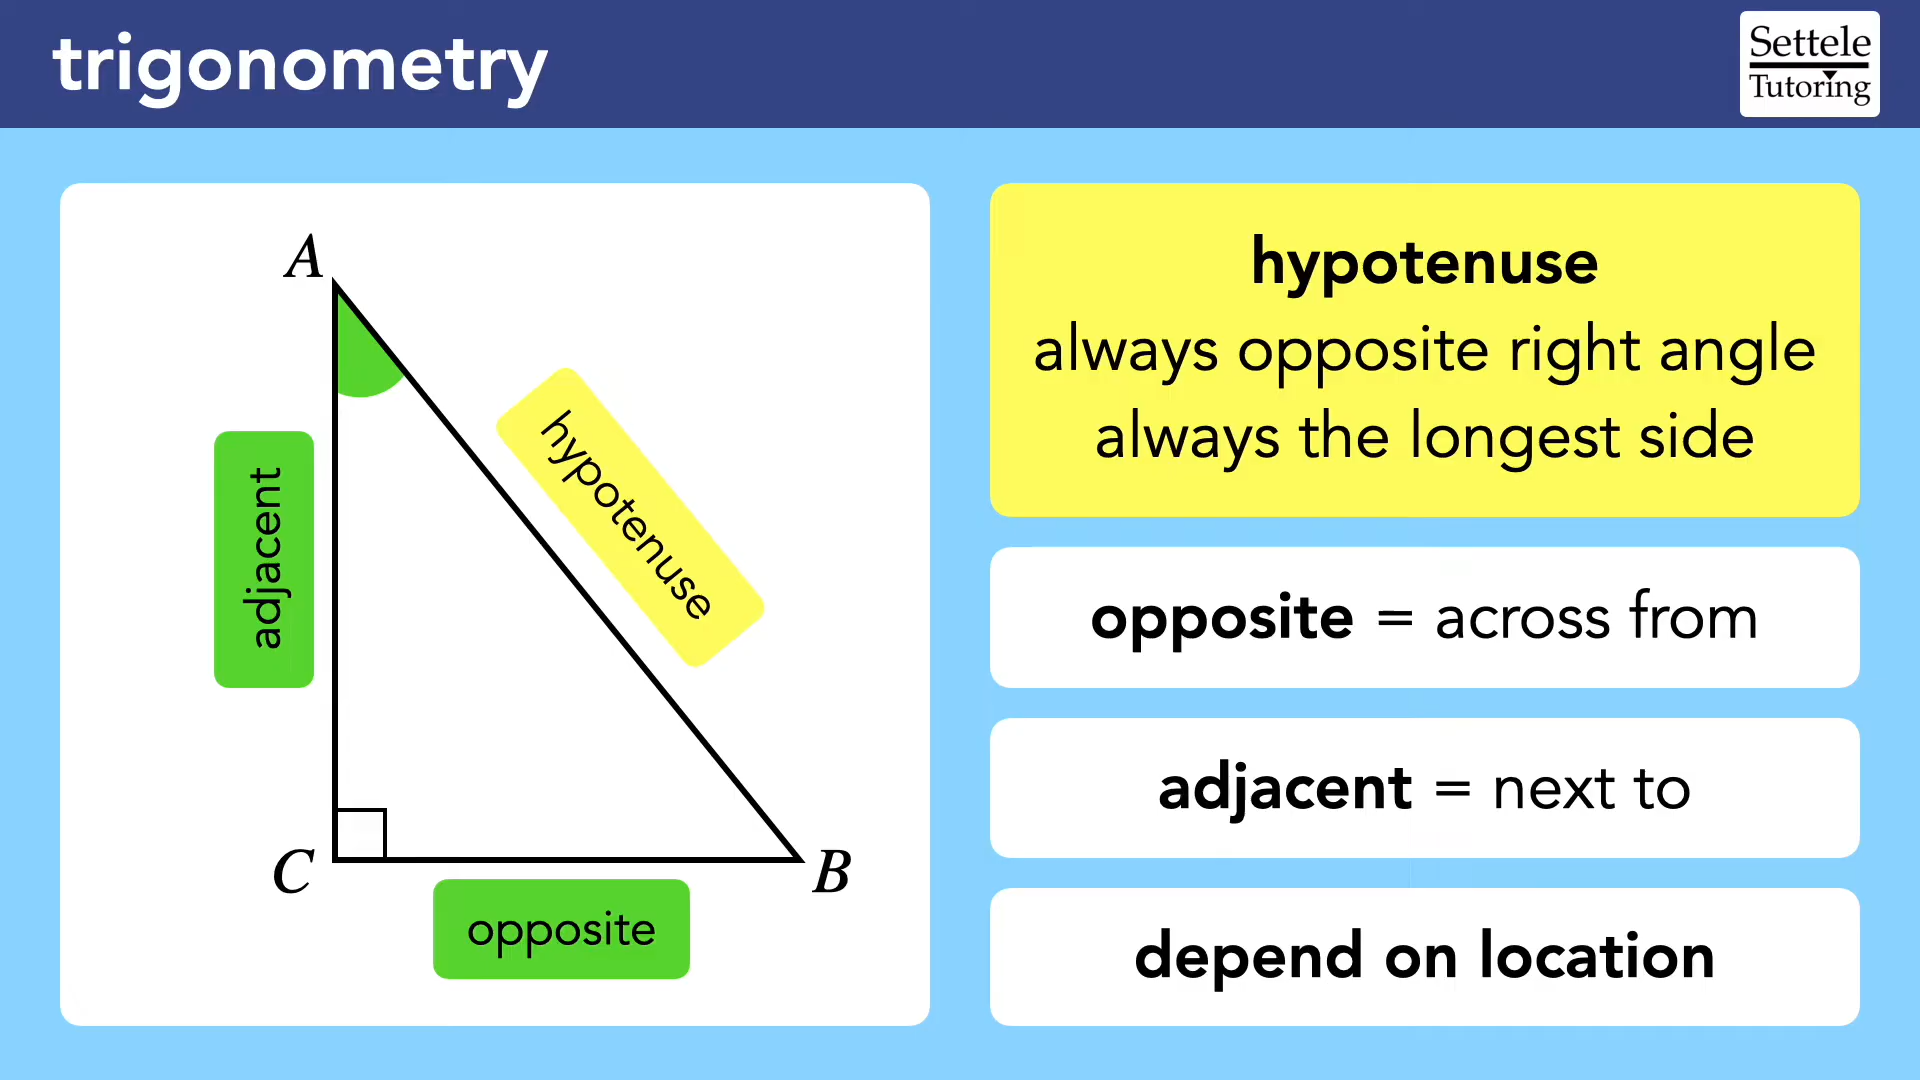 trigonometry
Settele
Tutoring
A
adjacent
hypotenuse
C
B
opposite
hypotenuse
always opposite right angle
always the longest side
opposite = across from
adjacent = next to
depend on location